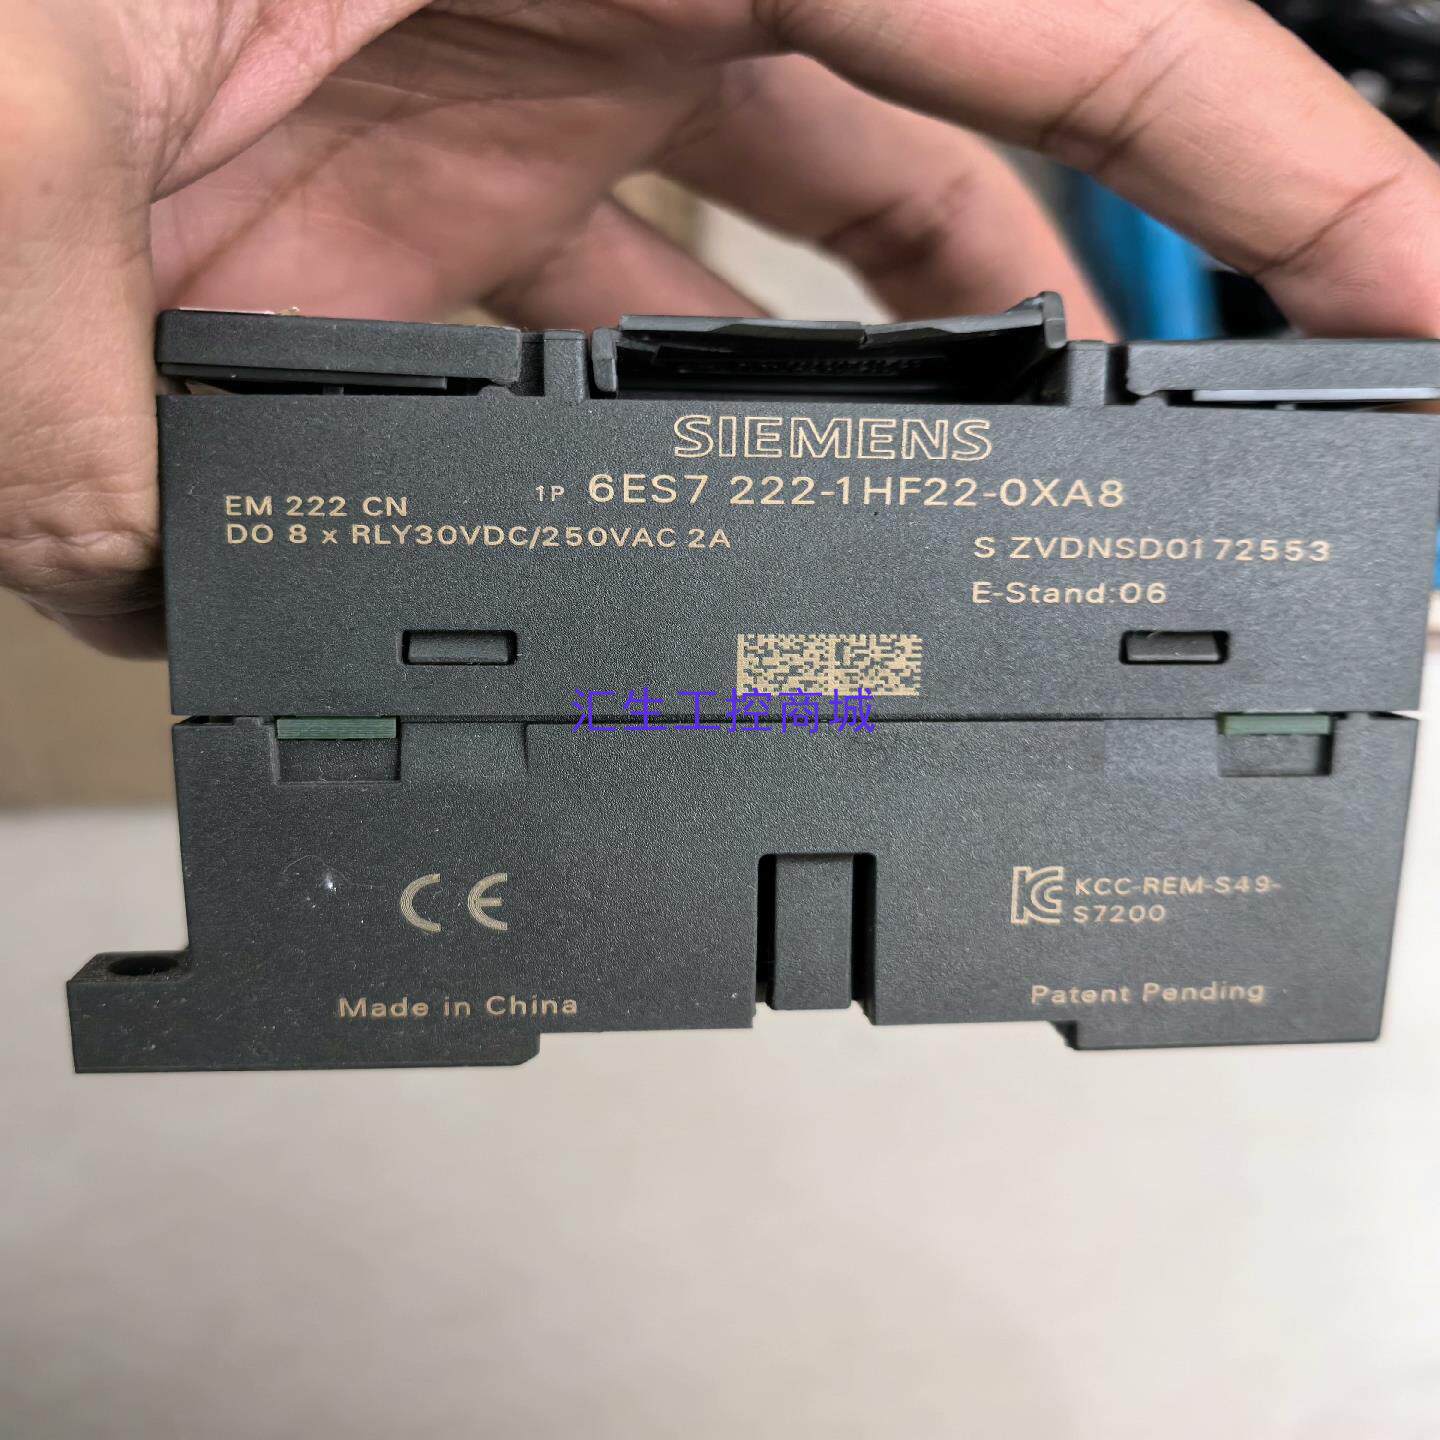 SIEMENS
1P 6ES7 222-1HF22-0XA8
EM 222 CN
DO 8 x RLY30VDC/250VAC 2A
S ZVDNSD0172553
E-Stand:06
汇生工控商城
CE
KC KCC-REM-S49-
S7200
Made in China
Patent Pending